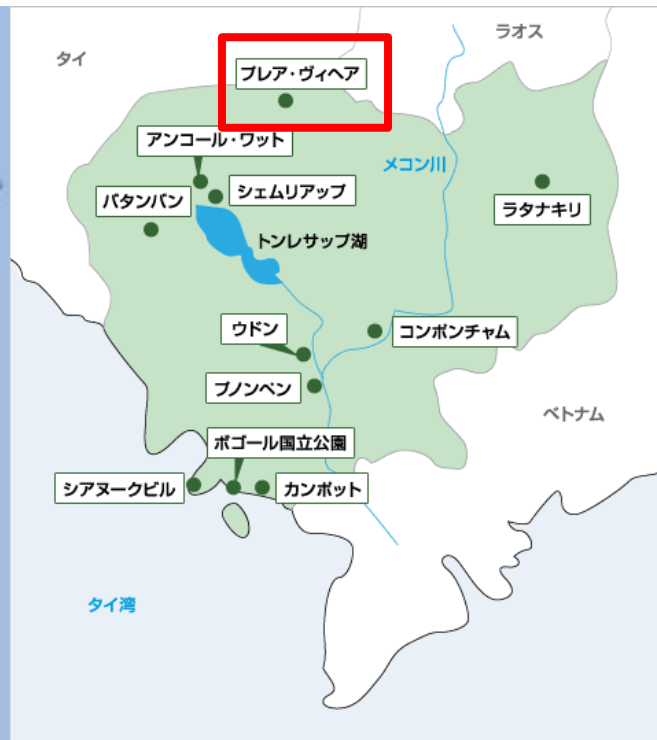 ラオス
タイ
プレア・ヴィヘア
アンコール・ワット
メコン川
シェムリアップ
バタンバン
ラタナキリ
トンレサップ湖
ウドン
コンポンチャム
プノンペン
ベトナム
ボゴール国立公園
シアヌークビル
カンポット
タイ湾